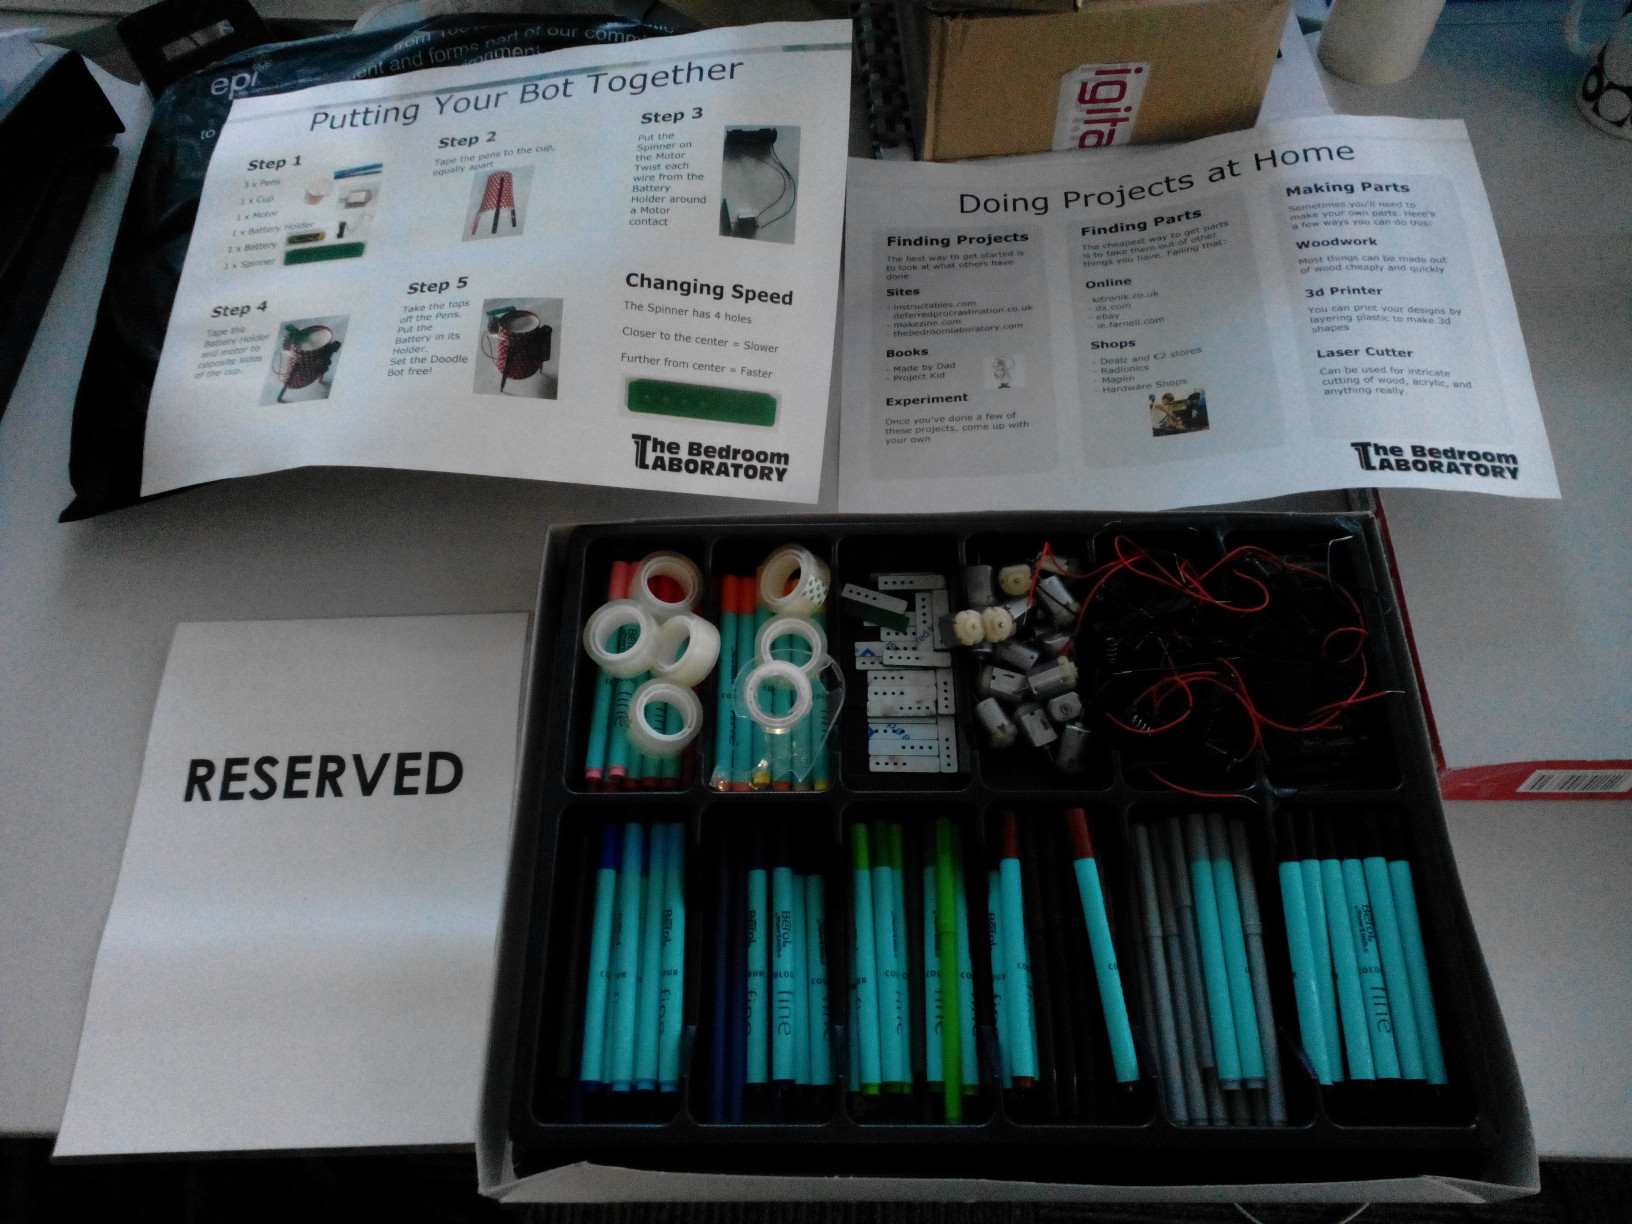 epi
from 100
of our comm
ent and forms part
ironment.
to
igita
Putting Your Bot Together
Step 1
3 x Pens
1 x Cup
1 x Motor
1 x Battery Holder
1 x Battery
1 x Spinner
Step 2
Tape the pens to the cup,
equally apart
Step 3
Put the
Spinner on
the Motor
Twist each
wire from the
Battery
Holder around
a Motor
contact
Step 4
Tape the
Battery Holder
and motor to
opposite sides
of the cup.
Step 5
Take the tops
off the Pens.
Put the
Battery in its
Holder.
Set the Doodle
Bot free!
Changing Speed
The Spinner has 4 holes
Closer to the center = Slower
Further from center = Faster
The Bedroom
LABORATORY
Doing Projects at Home
Finding Projects
The best way to get started is
to look at what others have
done:
Sites
- instructables.com
- deferredprocrastination.co.uk
- makezine.com
- thebedroomlaboratory.com
Books
- Made by Dad
- Project Kid
Experiment
Once you've done a few of
these projects, come up with
your own
Finding Parts
The cheapest way to get parts
is to take them out of other
things you have. Failing that:
Online
- kitronik.co.uk
- dx.com
- ebay
- ie.farnell.com
Shops
- Dealz and €2 stores
- Radionics
- Maplin
- Hardware Shops
Making Parts
Sometimes you'll need to
make your own parts. Here's
a few ways you can do this:
Woodwork
Most things can be made out
of wood cheaply and quickly
3d Printer
You can print your designs by
layering plastic to make 3d
shapes
Laser Cutter
Can be used for intricate
cutting of wood, acrylic, and
anything really.
The Bedroom
LABORATORY
RESERVED
Berol
COLOUR
fine
Berol
COLOUR
fine